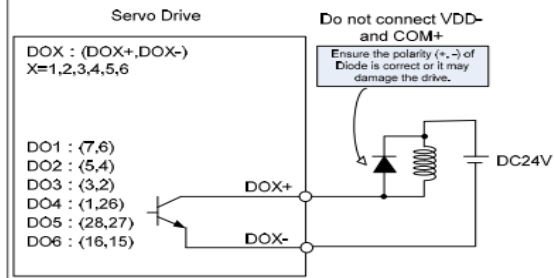 Servo Drive
Do not connect VDD-
and COM+
DOX : (DOX+,DOX-)
X=1,2,3,4,5,6
Ensure the polarity (+, -) of
Diode is correct or it may
damage the drive.
DO1 : (7,6)
DO2 : (5,4)
DO3 : (3,2)
DO4 : (1,26)
DO5 : (28,27)
DO6 : (16,15)
DOX+
DOX-
DC24V